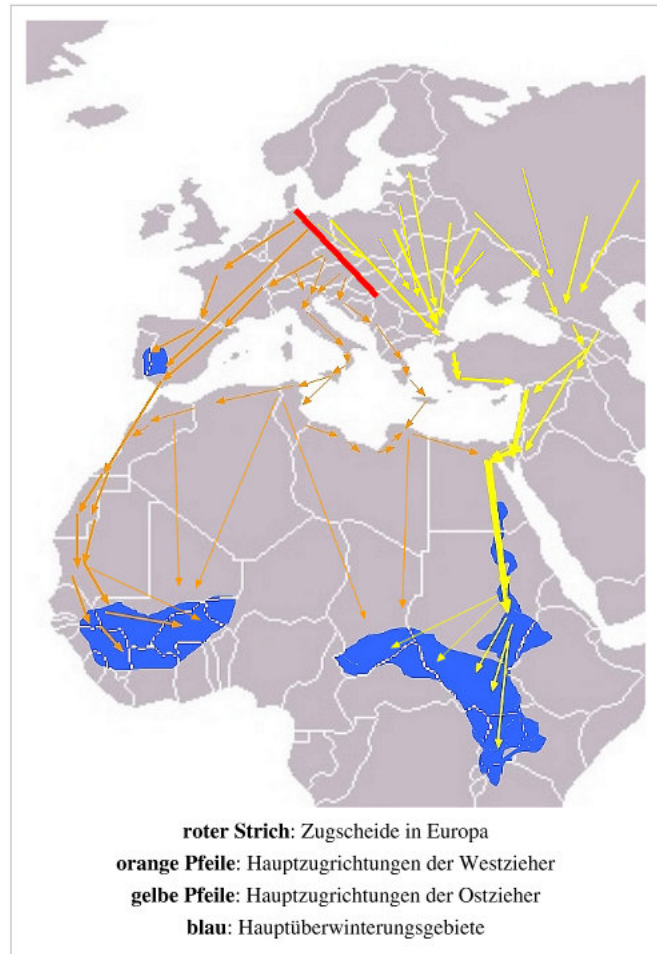 roter Strich: Zugscheide in Europa
orange Pfeile: Hauptzugrichtungen der Westzieher
gelbe Pfeile: Hauptzugrichtungen der Ostzieher
blau: Hauptüberwinterungsgebiete